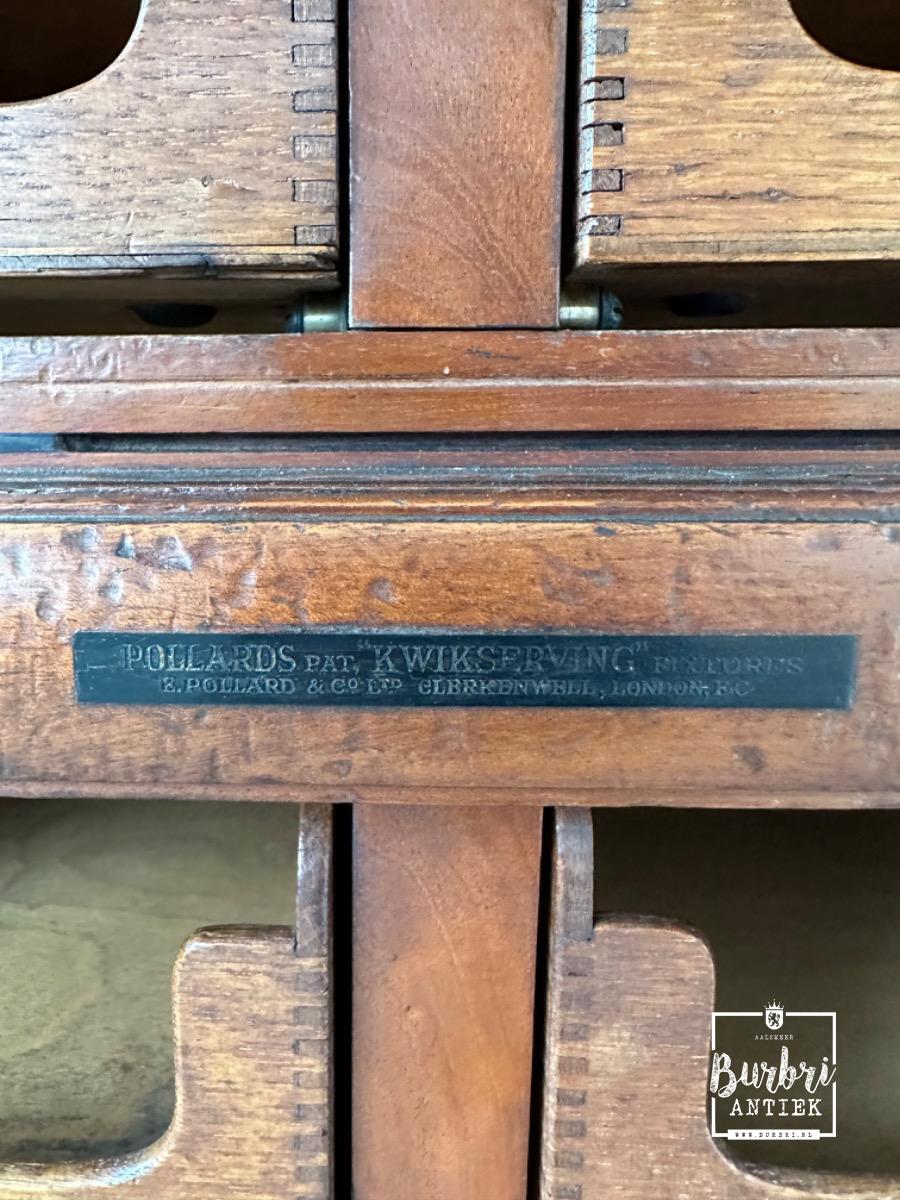 POLLARDS PAT. "KWIKSERVING" FIXTURES
E. POLLARD & CO LTD CLERKENWELL, LONDON. E.C.
AALSMEER
Burbri
ANTIEK
WWW.BURBRI.NL